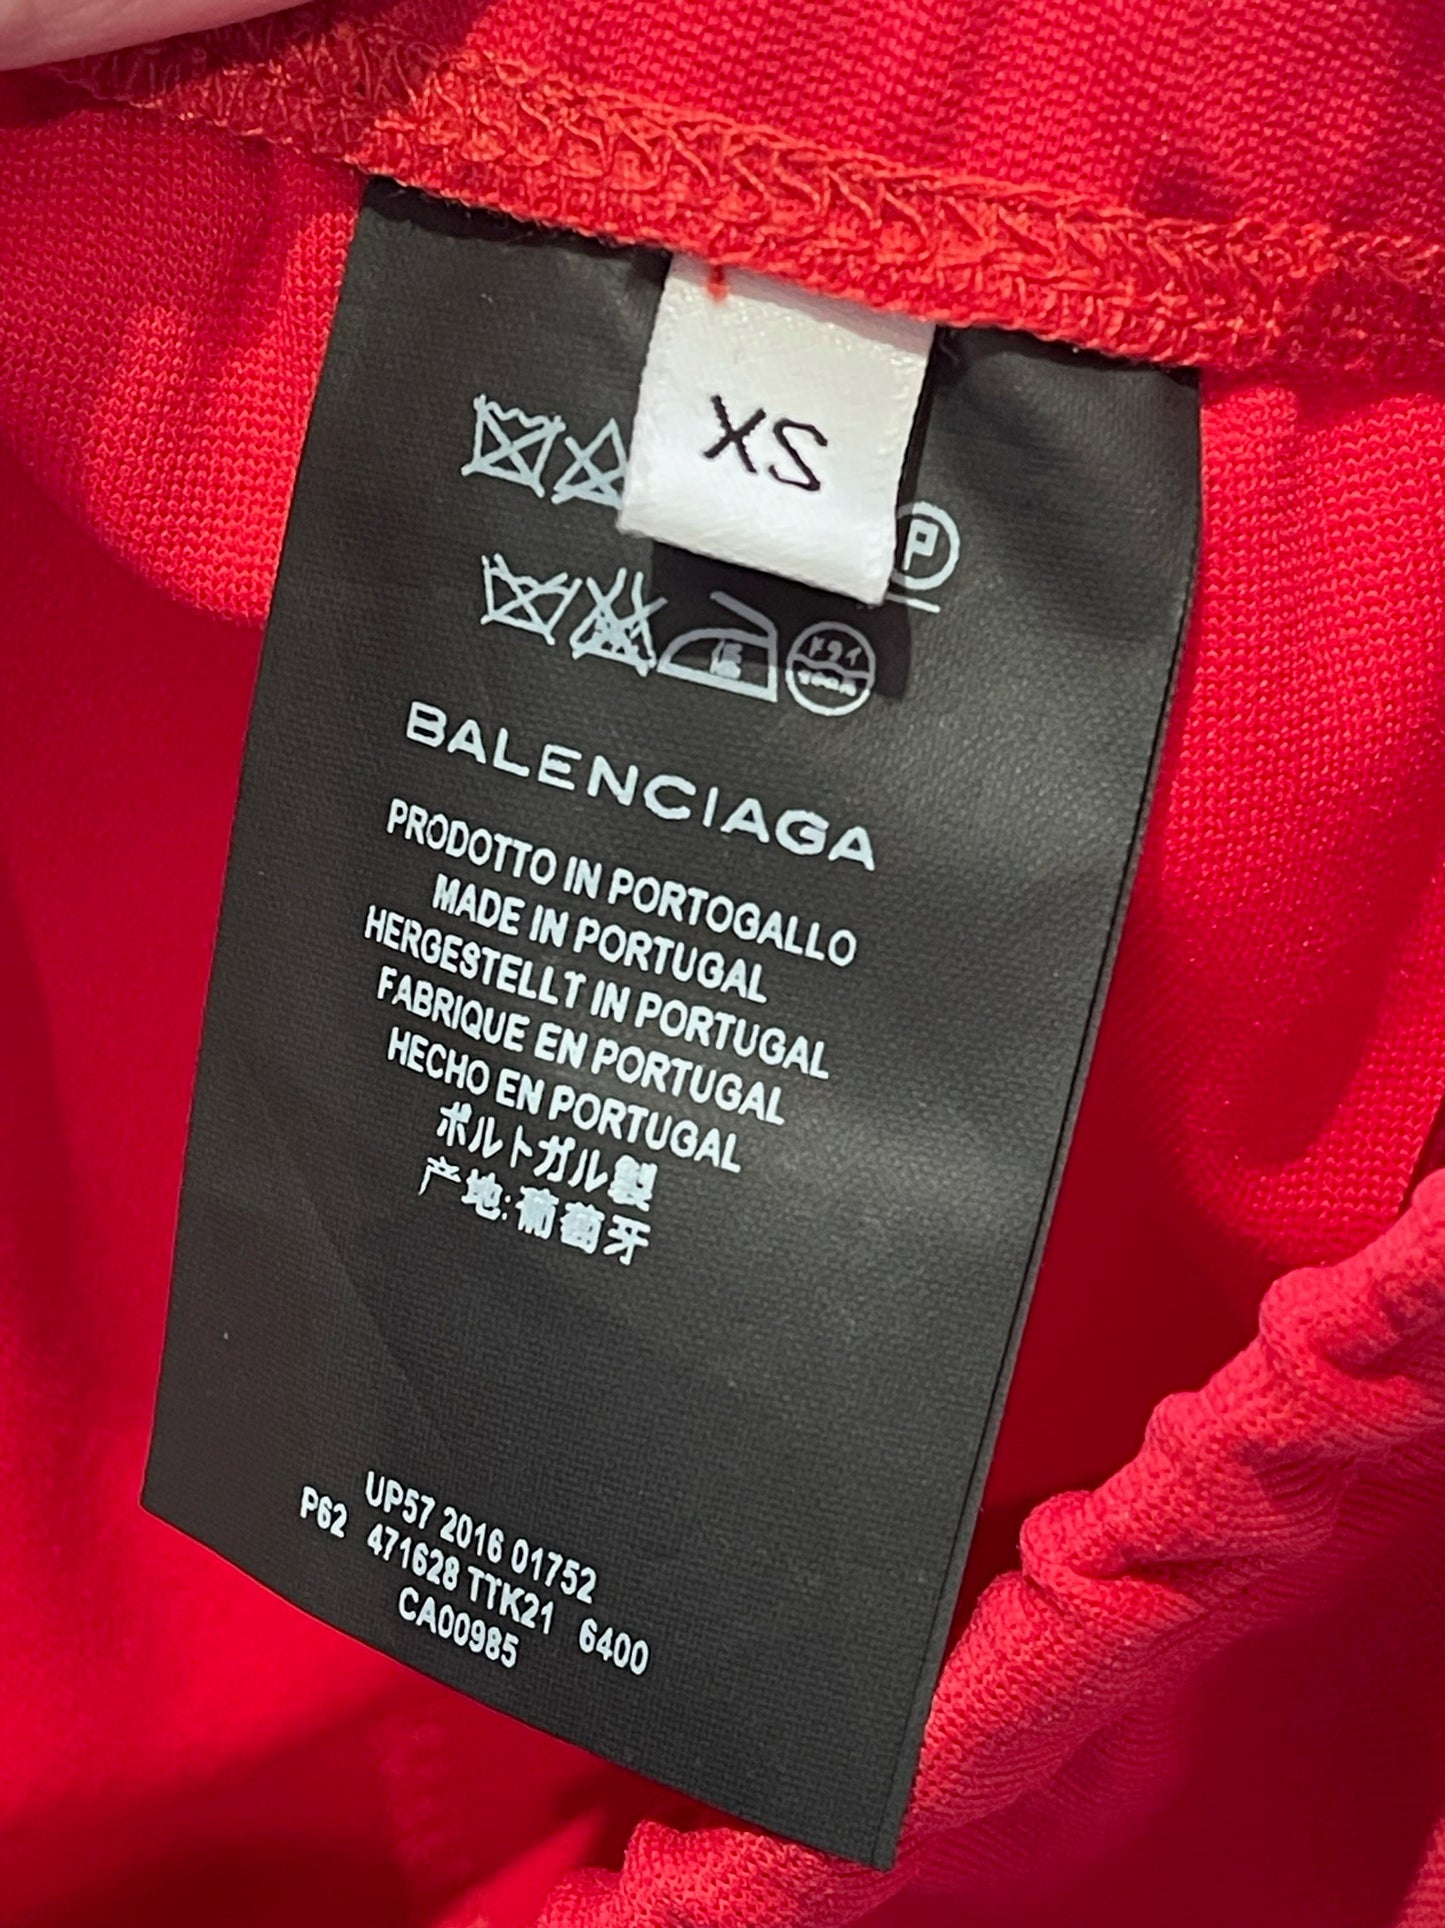 XS
P
BALENCIAGA
PRODOTTO IN PORTOGALLO
MADE IN PORTUGAL
HERGESTELLT IN PORTUGAL
FABRIQUE EN PORTUGAL
HECHO EN PORTUGAL
ポルトガル製
产地:葡萄牙
UP57 2016 01752
P62 471628 TTK21 6400
CA00985